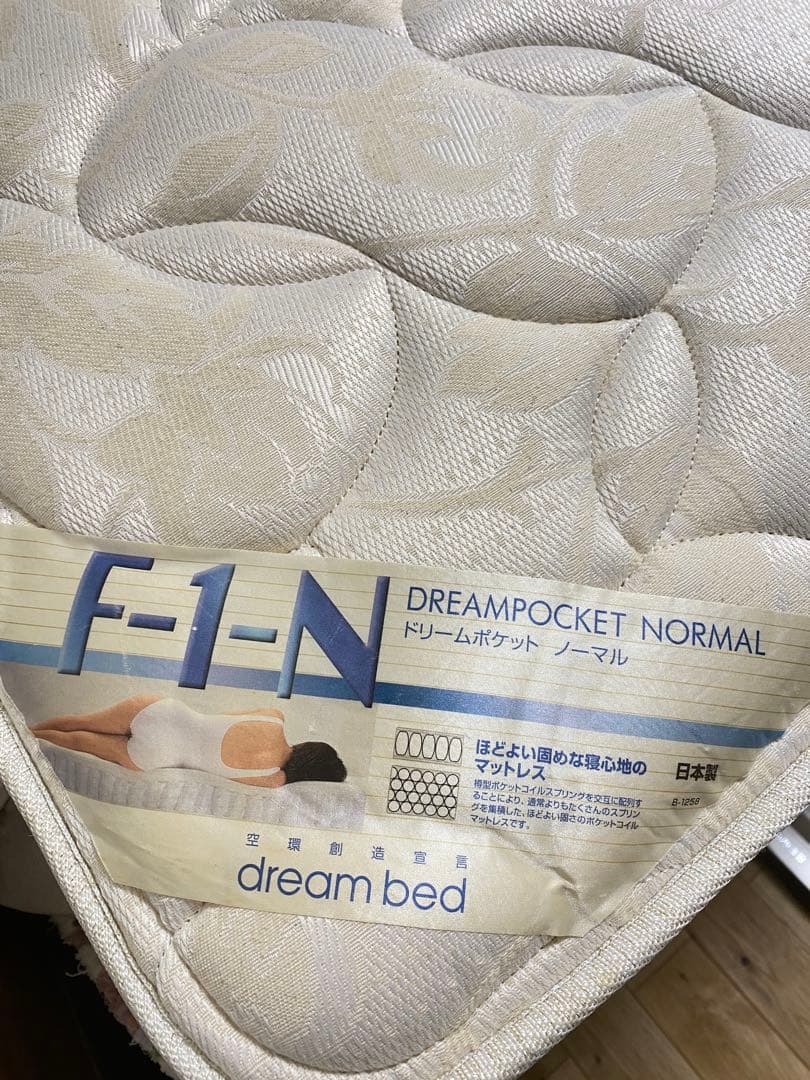 F-1-N
DREAMPOCKET NORMAL
ドリームポケット ノーマル
ほどよい固めな寝心地の
マットレス
日本製
樽型ポケットコイルスプリングを交互に配列す
ることにより、通常よりもたくさんのスプリン
グを集積した、ほどよい固さのポケットコイル
マットレスです。
B-1258
空環創造宣言
dream bed